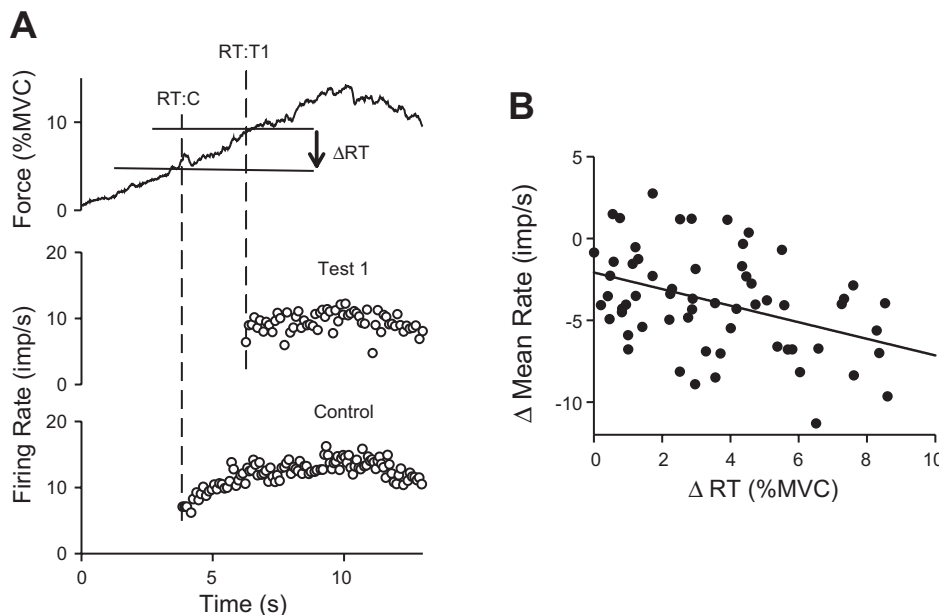 A
RT:T1
RT:C
Force (%MVC)
10
0
ΔRT
Firing Rate (imp/s)
20
10
0
Test 1
20
10
0
Control
0
5
10
Time (s)
B
Δ Mean Rate (imp/s)
5
0
-5
-10
0
2
4
6
8
10
Δ RT (%MVC)